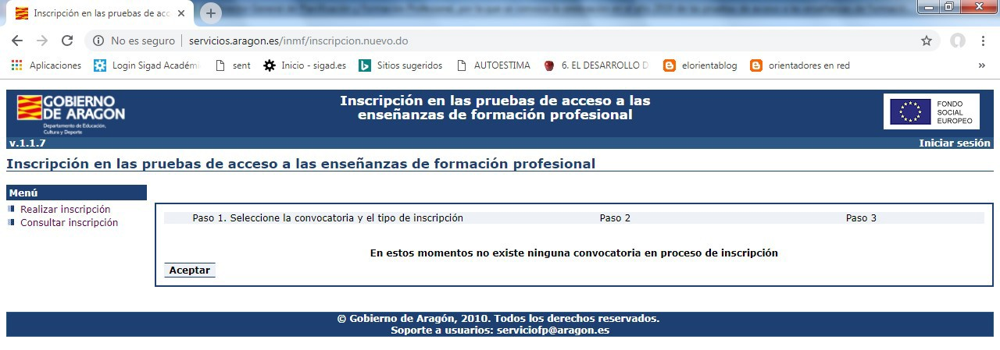 Inscripción en las pruebas de acc
No es seguro | servicios.aragon.es/inmf/inscripcion.nuevo.do
Aplicaciones Login Sigad Académi sent Inicio - sigad.es Sitios sugeridos AUTOESTIMA 6. EL DESARROLLO D elorientablog orientadores en red »
GOBIERNO
DE ARAGON
Departamento de Educación,
Cultura y Deporte
Inscripción en las pruebas de acceso a las
enseñanzas de formación profesional
FONDO
SOCIAL
EUROPEO
v.1.1.7 Iniciar sesión
Inscripción en las pruebas de acceso a las enseñanzas de formación profesional
Menú
Realizar inscripción
Consultar inscripción
Paso 1. Seleccione la convocatoria y el tipo de inscripción Paso 2 Paso 3
En estos momentos no existe ninguna convocatoria en proceso de inscripción
Aceptar
© Gobierno de Aragón, 2010. Todos los derechos reservados.
Soporte a usuarios: serviciofp@aragon.es